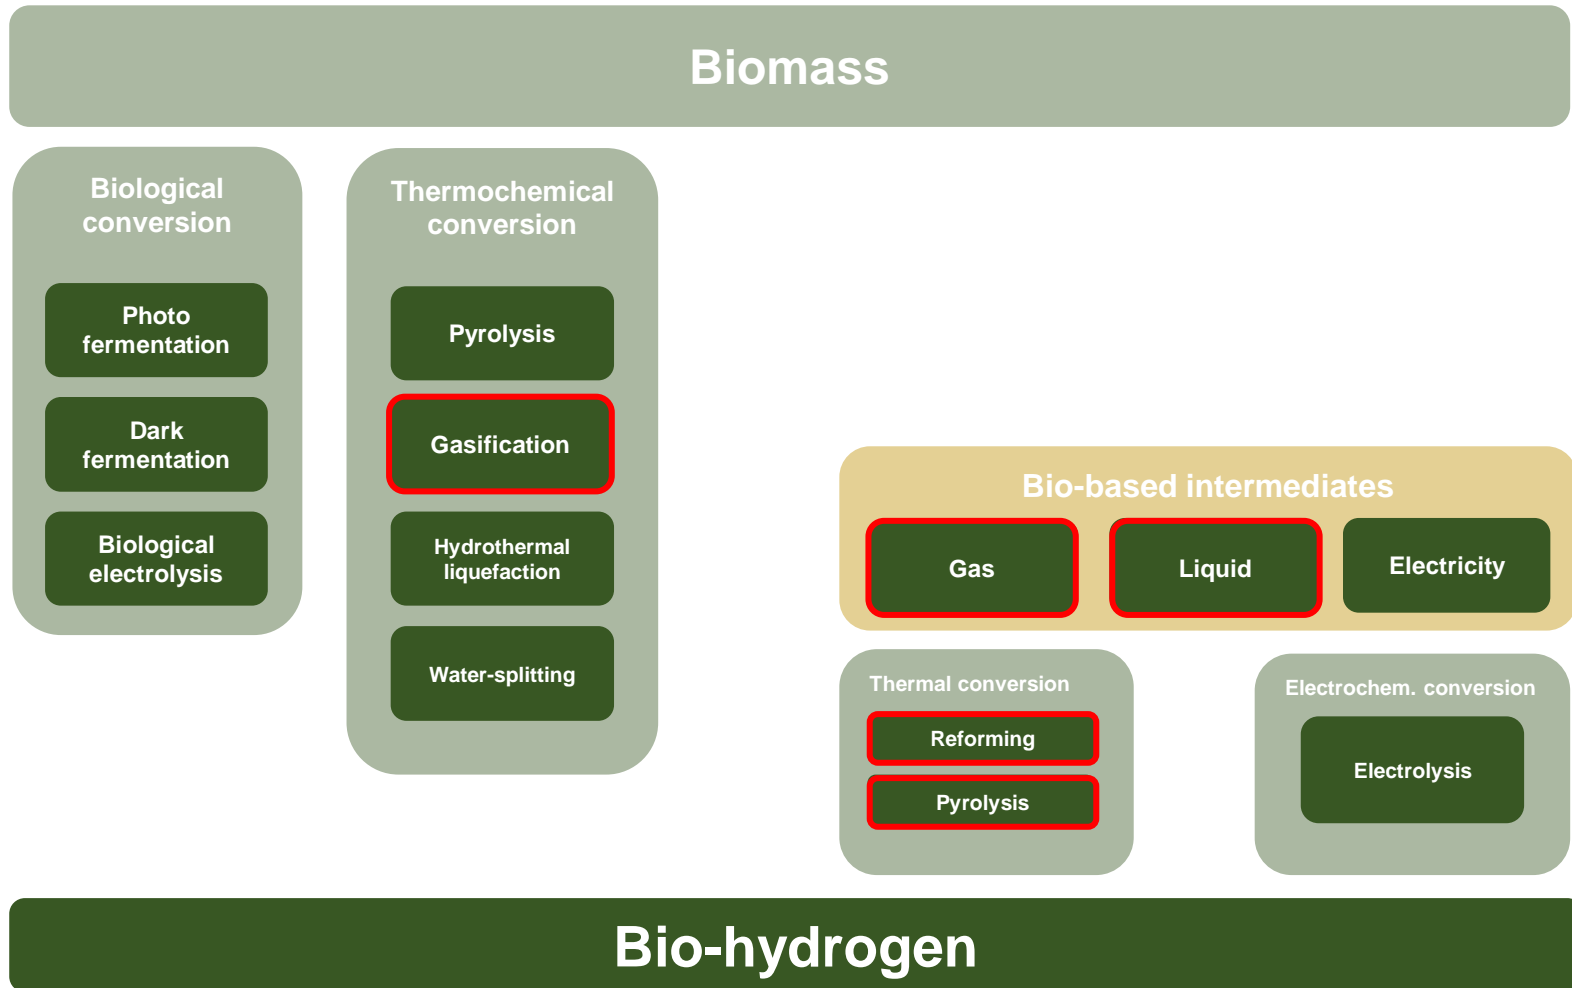 Biomass
Biological
conversion
Photo
fermentation
Dark
fermentation
Biological
electrolysis
Thermochemical
conversion
Pyrolysis
Gasification
Hydrothermal
liquefaction
Water-splitting
Bio-based intermediates
Gas
Liquid
Electricity
Thermal conversion
Reforming
Pyrolysis
Electrochem. conversion
Electrolysis
Bio-hydrogen